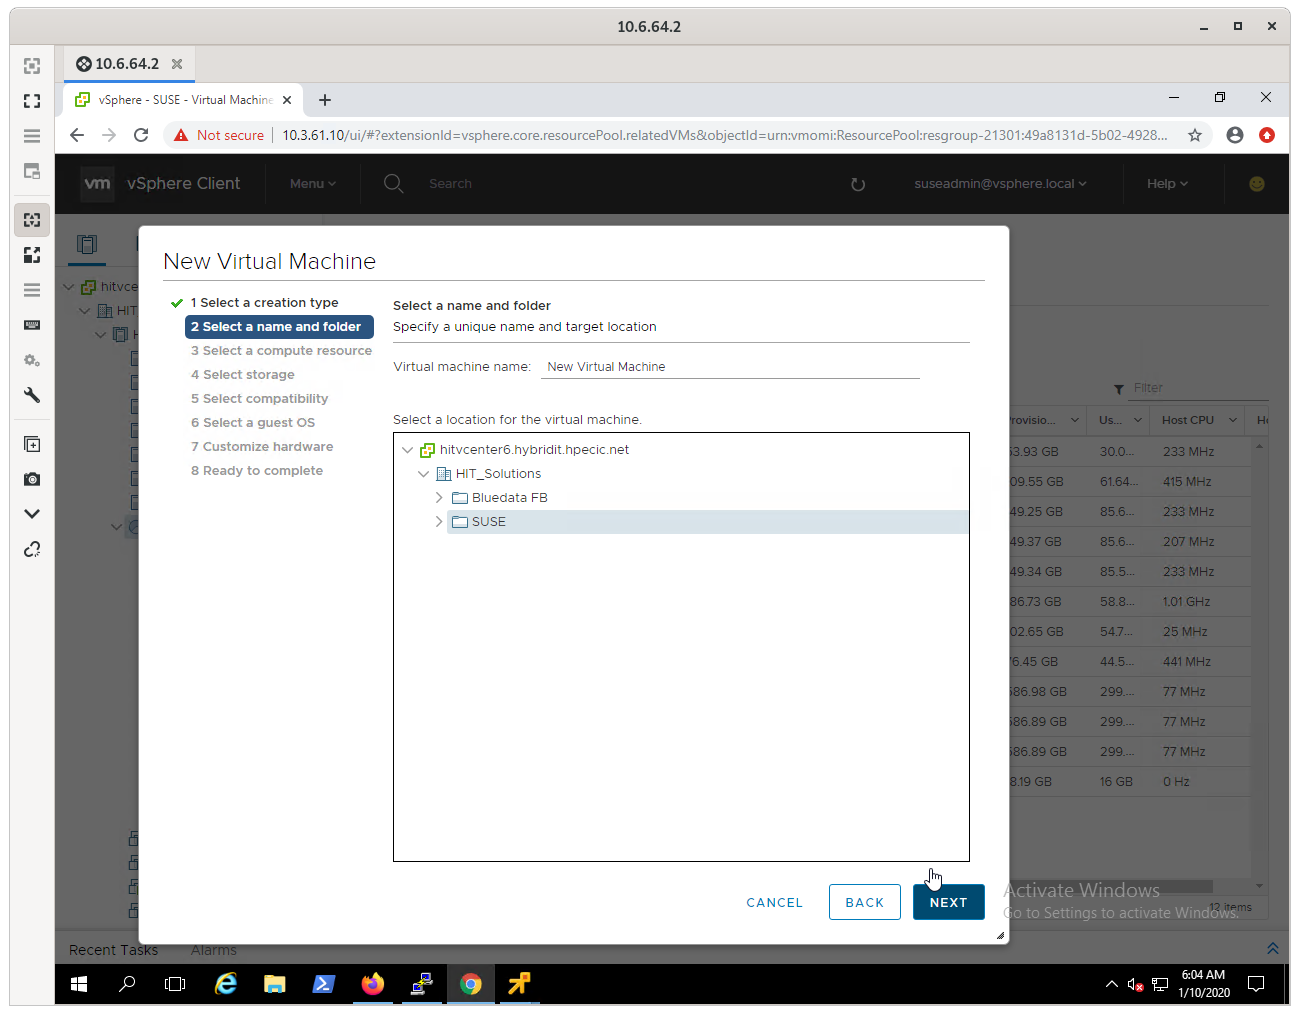 10.6.64.2
10.6.64.2
vSphere - SUSE - Virtual Machine
Not secure
10.3.61.10/ui/#?extensionId=vsphere.core.resourcePool.relatedVMs&objectId=urn:vmomi:ResourcePool:resgroup-21301:49a8131d-5b02-4928...
vm vSphere Client
Menu
Search
suseadmin@vsphere.local
Help
New Virtual Machine
1 Select a creation type
2 Select a name and folder
3 Select a compute resource
4 Select storage
5 Select compatibility
6 Select a guest OS
7 Customize hardware
8 Ready to complete
Select a name and folder
Specify a unique name and target location
Virtual machine name: New Virtual Machine
Select a location for the virtual machine.
hitvcenter6.hybridit.hpecic.net
HIT_Solutions
Bluedata FB
SUSE
CANCEL
BACK
NEXT
hitvce
HIT
Filter
Us... Host CPU
53.93 GB 30.0... 233 MHz
09.55 GB 61.64... 415 MHz
49.25 GB 85.6... 233 MHz
49.37 GB 85.6... 207 MHz
49.34 GB 85.5... 233 MHz
86.73 GB 58.8... 1.01 GHz
02.65 GB 54.7... 25 MHz
76.45 GB 44.5... 441 MHz
586.98 GB 299.... 77 MHz
586.89 GB 299.... 77 MHz
586.89 GB 299.... 77 MHz
8.19 GB 16 GB 0 Hz
12 items
Activate Windows
Go to Settings to activate Windows.
Recent Tasks
Alarms
6:04 AM
1/10/2020